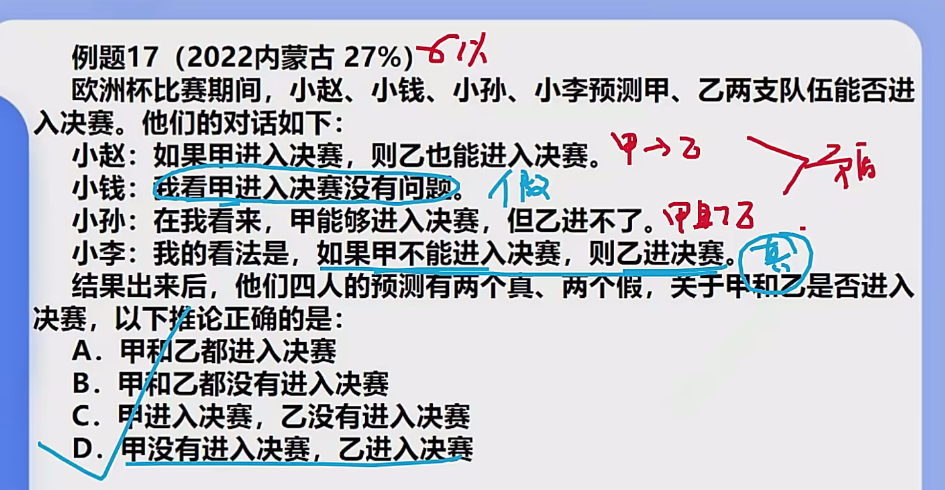 例题17（2022内蒙古 27%）61%
欧洲杯比赛期间，小赵、小钱、小孙、小李预测甲、乙两支队伍能否进
入决赛。他们的对话如下：
小赵：如果甲进入决赛，则乙也能进入决赛。甲→乙
矛盾
小钱：我看甲进入决赛没有问题。假
小孙：在我看来，甲能够进入决赛，但乙进不了。甲且乛乙
小李：我的看法是，如果甲不能进入决赛，则乙进决赛。真
结果出来后，他们四人的预测有两个真、两个假，关于甲和乙是否进入
决赛，以下推论正确的是：
A．甲和乙都进入决赛
B．甲和乙都没有进入决赛
C．甲进入决赛，乙没有进入决赛
D．甲没有进入决赛，乙进入决赛